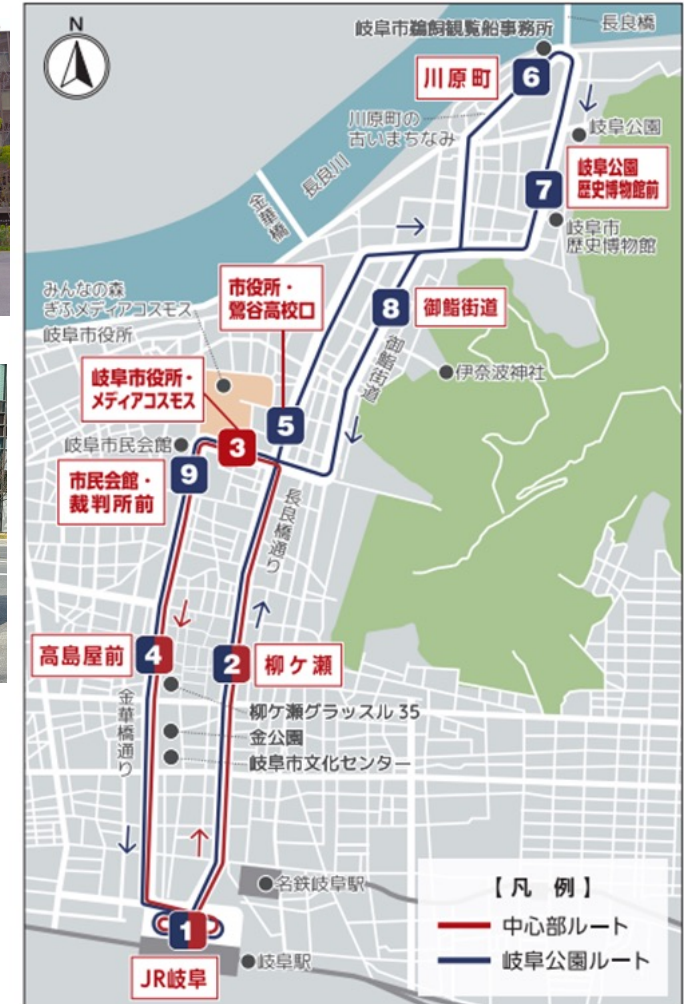 N
長良橋
岐阜市鵜飼観覧船事務所
川原町
6
川原町の
古いまちなみ
岐阜公園
長良川
金華橋
7
岐阜公園
歴史博物館前
岐阜市
歴史博物館
みんなの森
ぎふメディアコスモス
岐阜市役所
市役所・
鶯谷高校口
8
御鮨街道
御鮨街道
伊奈波神社
岐阜市役所・
メディアコスモス
5
3
岐阜市民会館
9
市民会館・
裁判所前
長良橋通り
高島屋前
4
2
柳ケ瀬
金華橋通り
柳ケ瀬グラッスル 35
金公園
岐阜市文化センター
名鉄岐阜駅
1
JR岐阜
岐阜駅
【凡 例】
中心部ルート
岐阜公園ルート